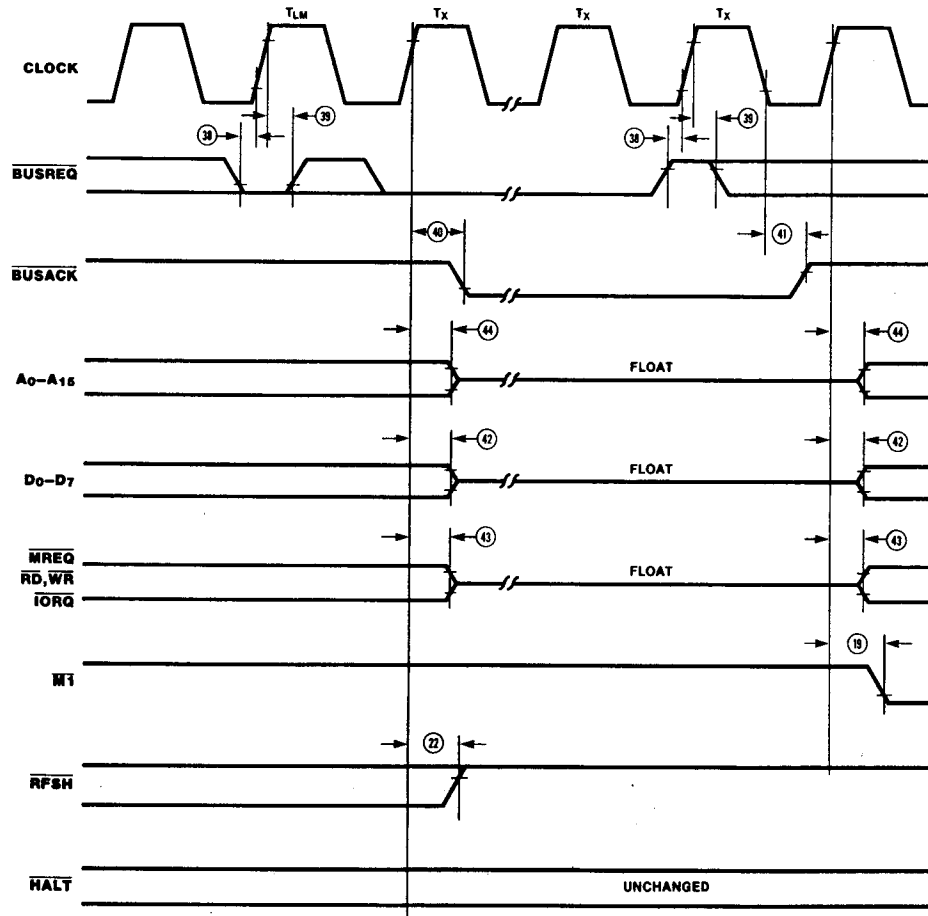 TLM TX TX TX
CLOCK
38 39 38 39
BUSREQ
40 41
BUSACK
44 44
A0–A15 FLOAT
42 42
D0–D7 FLOAT
43 43
MREQ
RD, WR FLOAT
IORQ
19
M1
22
RFSH
HALT UNCHANGED